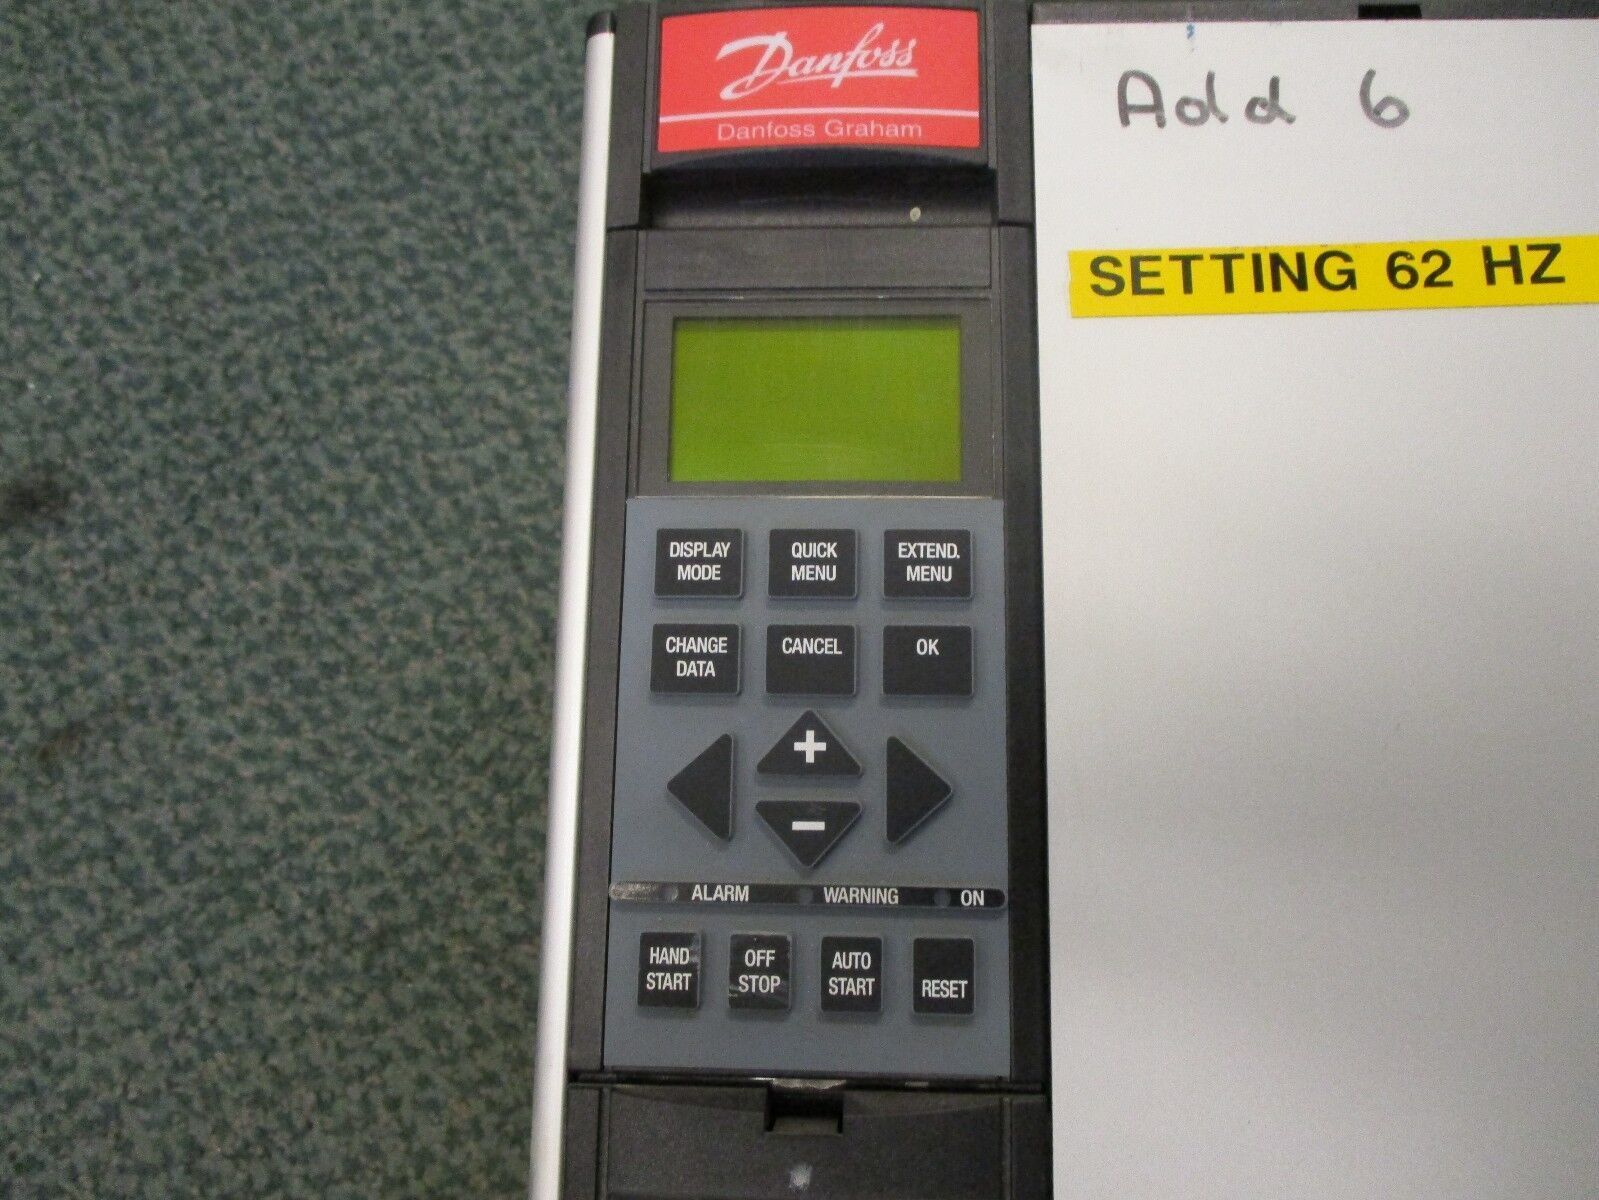 Danfoss
Danfoss Graham
Add 6
SETTING 62 HZ
DISPLAY
MODE
QUICK
MENU
EXTEND.
MENU
CHANGE
DATA
CANCEL
OK
+
−
ALARM
WARNING
ON
HAND
START
OFF
STOP
AUTO
START
RESET